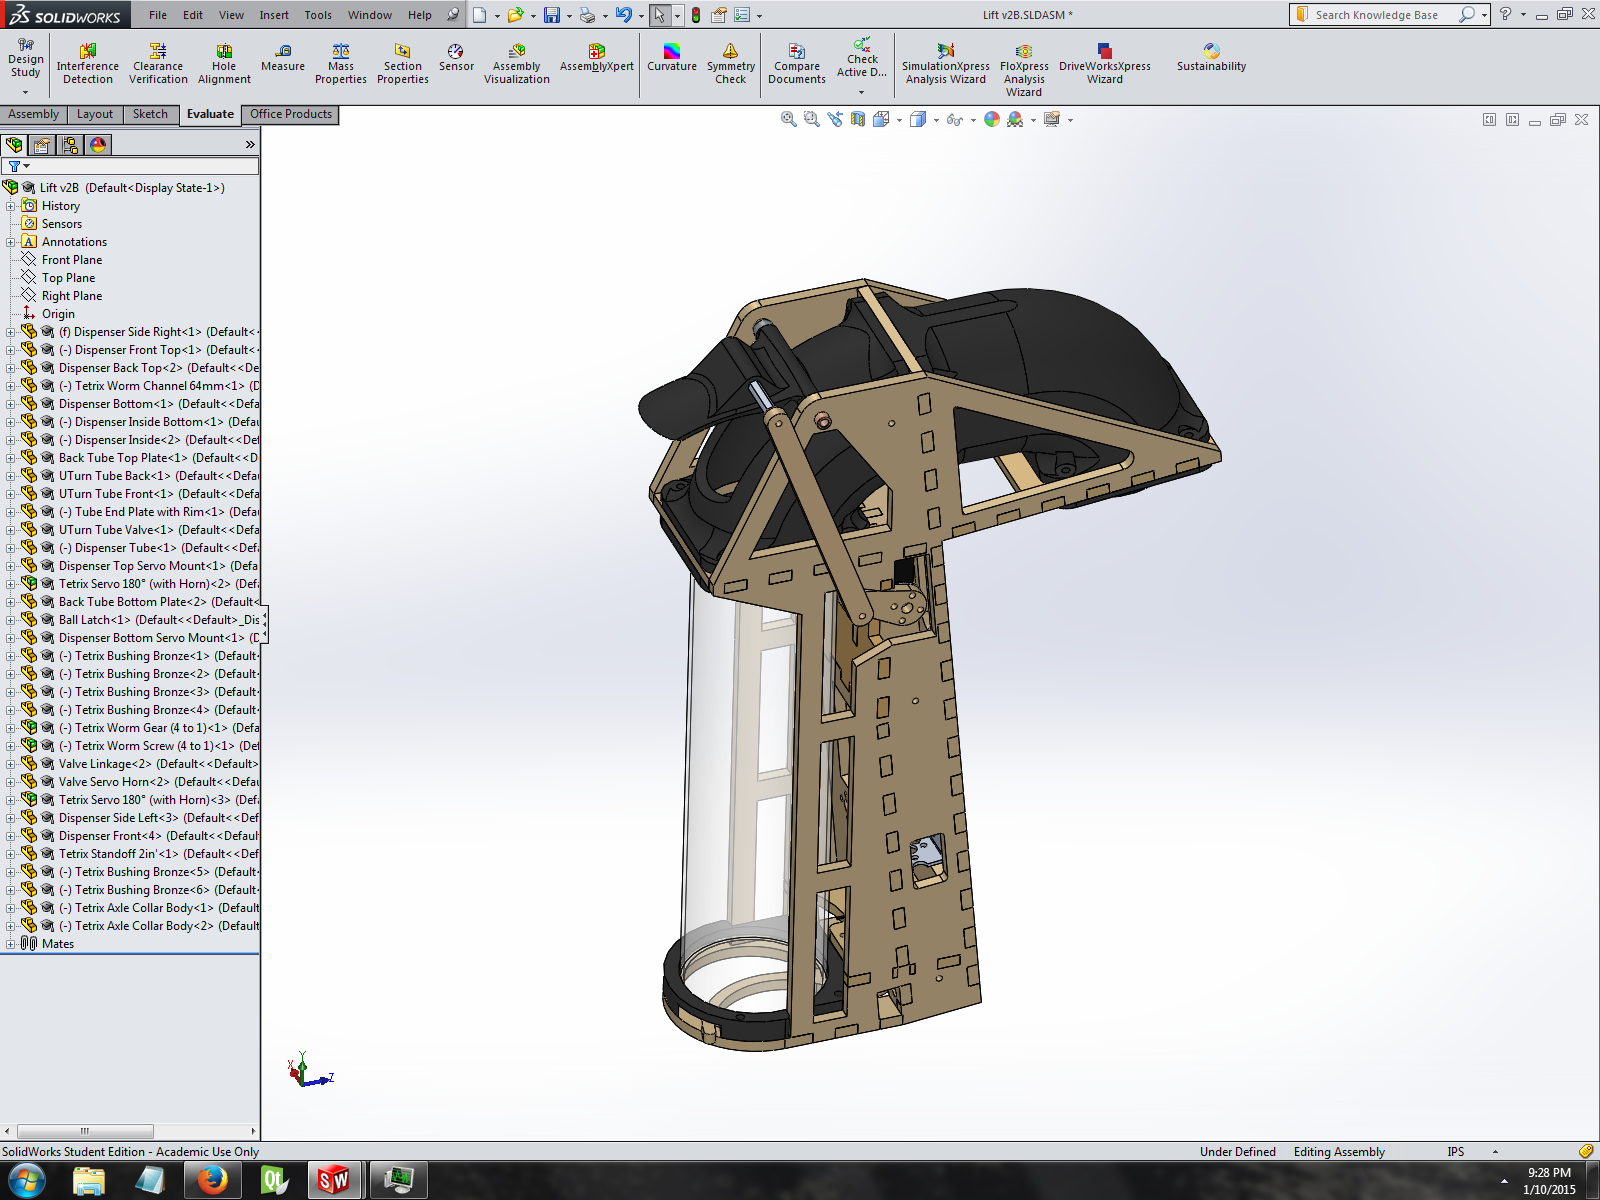 SOLIDWORKS File Edit View Insert Tools Window Help Lift v2B.SLDASM * Search Knowledge Base
Design Study
Interference Detection
Clearance Verification
Hole Alignment
Measure
Mass Properties
Section Properties
Sensor
Assembly Visualization
AssemblyXpert
Curvature
Symmetry Check
Compare Documents
Check Active D...
SimulationXpress Analysis Wizard
FloXpress Analysis Wizard
DriveWorksXpress Wizard
Sustainability
Assembly Layout Sketch Evaluate Office Products
Lift v2B (Default<Display State-1>)
History
Sensors
Annotations
Front Plane
Top Plane
Right Plane
Origin
(f) Dispenser Side Right<1> (Default<
(-) Dispenser Front Top<1> (Default<
Dispenser Back Top<2> (Default<<De
(-) Tetrix Worm Channel 64mm<1> (D
Dispenser Bottom<1> (Default<<Defa
(-) Dispenser Inside Bottom<1> (Defau
(-) Dispenser Inside<2> (Default<<Def
Back Tube Top Plate<1> (Default<<D
UTurn Tube Back<1> (Default<<Defa
UTurn Tube Front<1> (Default<<Defa
(-) Tube End Plate with Rim<1> (Defau
UTurn Tube Valve<1> (Default<<Defa
(-) Dispenser Tube<1> (Default<<Defa
Dispenser Top Servo Mount<1> (Defa
Tetrix Servo 180° (with Horn)<2> (Defa
Back Tube Bottom Plate<2> (Default<
Ball Latch<1> (Default<<Default>_Dis
Dispenser Bottom Servo Mount<1> (D
(-) Tetrix Bushing Bronze<1> (Default<
(-) Tetrix Bushing Bronze<2> (Default<
(-) Tetrix Bushing Bronze<3> (Default<
(-) Tetrix Bushing Bronze<4> (Default<
(-) Tetrix Worm Gear (4 to 1)<1> (Defa
(-) Tetrix Worm Screw (4 to 1)<1> (Def
Valve Linkage<2> (Default<<Default>
Valve Servo Horn<2> (Default<<Defau
Tetrix Servo 180° (with Horn)<3> (Defa
Dispenser Side Left<3> (Default<<Def
Dispenser Front<4> (Default<<Default
Tetrix Standoff 2in'<1> (Default<<Def
(-) Tetrix Bushing Bronze<5> (Default<
(-) Tetrix Bushing Bronze<6> (Default<
(-) Tetrix Axle Collar Body<1> (Default
(-) Tetrix Axle Collar Body<2> (Default
Mates
Y
X
Z
SolidWorks Student Edition - Academic Use Only Under Defined Editing Assembly IPS
9:28 PM
1/10/2015